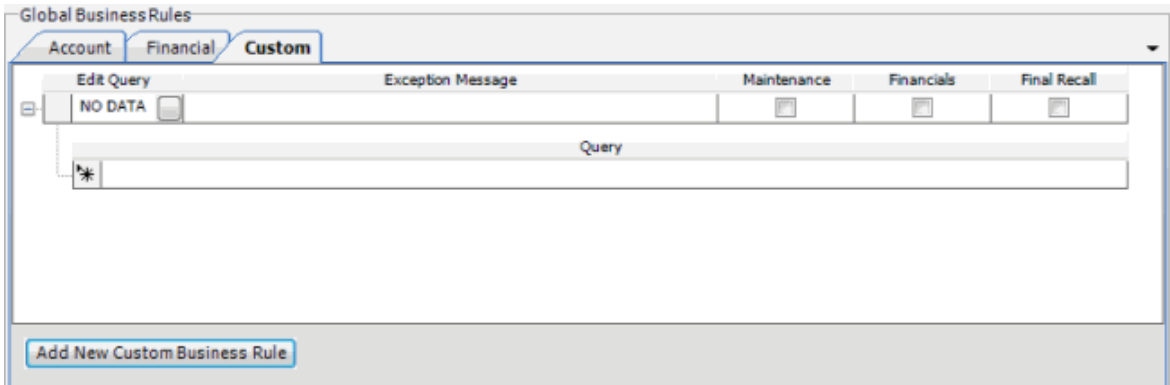 Global Business Rules
Account Financial Custom
Edit Query Exception Message Maintenance Financials Final Recall
NO DATA
Query
Add New Custom Business Rule